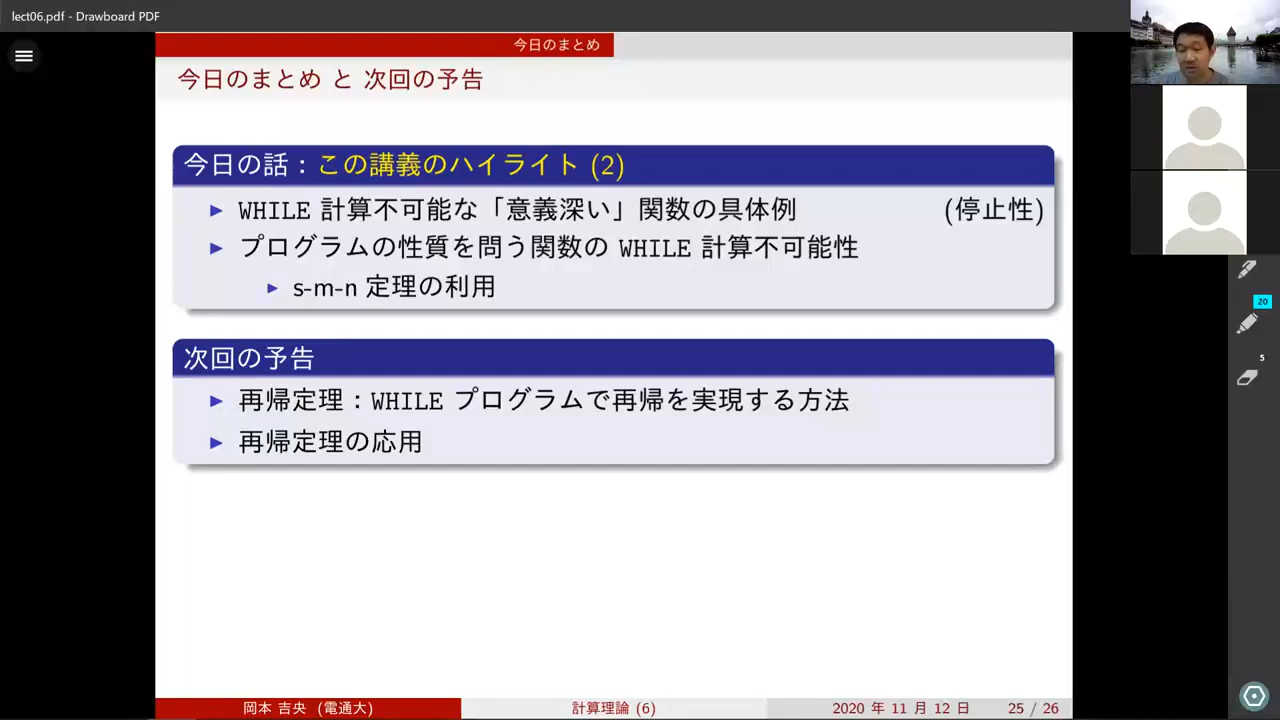 lect06.pdf - Drawboard PDF
今日のまとめ
今日のまとめ と 次回の予告
今日の話：この講義のハイライト (2)
WHILE 計算不可能な「意義深い」関数の具体例 (停止性)
プログラムの性質を問う関数の WHILE 計算不可能性
s-m-n 定理の利用
次回の予告
再帰定理：WHILE プログラムで再帰を実現する方法
再帰定理の応用
20
5
岡本 吉央 (電通大) 計算理論 (6) 2020 年 11 月 12 日 25 / 26